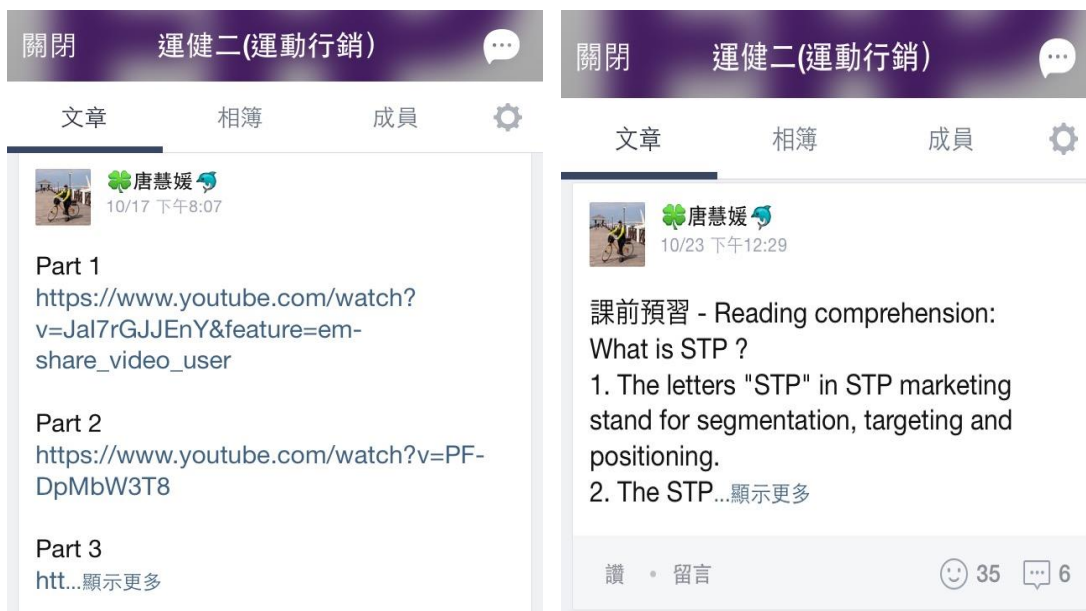 關閉
運健二(運動行銷)
文章
相簿
成員
🍀唐慧媛🐬
10/17 下午8:07
Part 1
https://www.youtube.com/watch?
v=JaI7rGJJEnY&feature=em-
share_video_user
Part 2
https://www.youtube.com/watch?v=PF-
DpMbW3T8
Part 3
htt...顯示更多
關閉
運健二(運動行銷)
文章
相簿
成員
🍀唐慧媛🐬
10/23 下午12:29
課前預習 - Reading comprehension:
What is STP ?
1. The letters "STP" in STP marketing
stand for segmentation, targeting and
positioning.
2. The STP...顯示更多
讚 • 留言
35
6